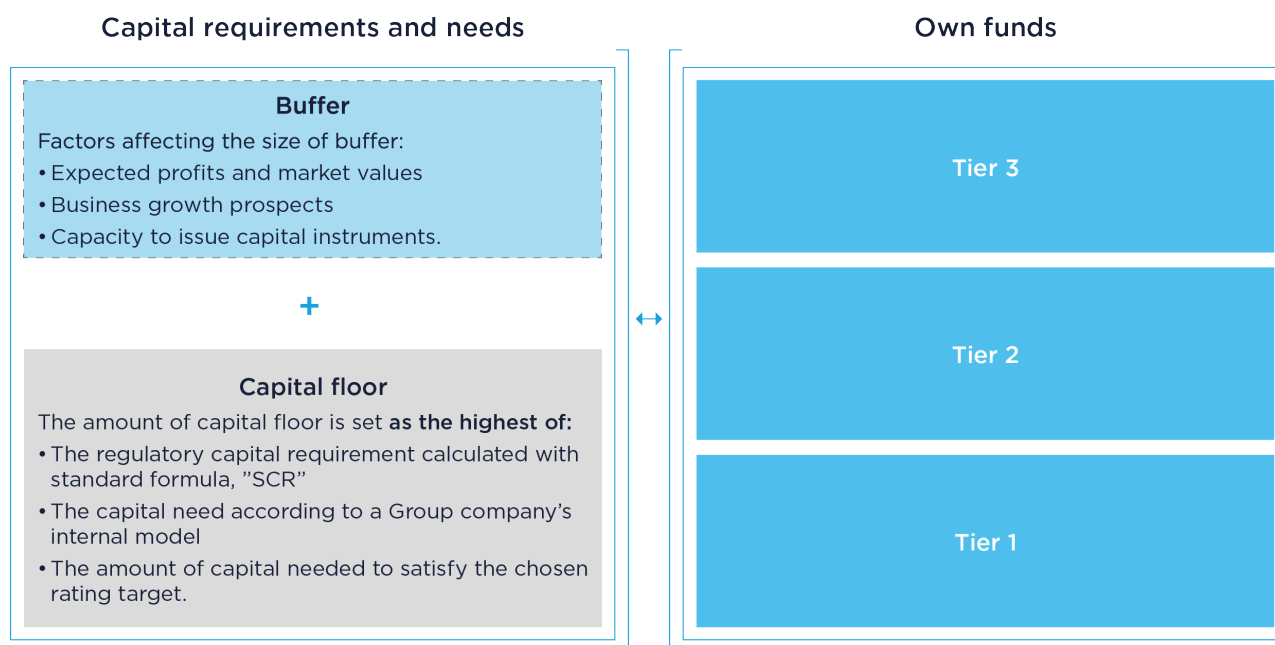 Capital requirements and needs
Buffer
Factors affecting the size of buffer:
• Expected profits and market values
• Business growth prospects
• Capacity to issue capital instruments.
+
Capital floor
The amount of capital floor is set as the highest of:
• The regulatory capital requirement calculated with
standard formula, ”SCR”
• The capital need according to a Group company’s
internal model
• The amount of capital needed to satisfy the chosen
rating target.
Own funds
Tier 3
Tier 2
Tier 1